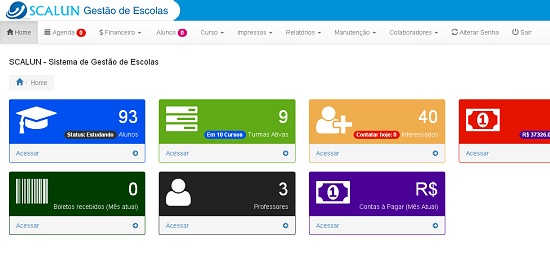 SCALUN Gestão de Escolas
Home Agenda 0 $ Financeiro Alunos 0 Curso Impressos Relatórios Manutenção Colaboradores Alterar Senha Sair
SCALUN - Sistema de Gestão de Escolas
Home
93 9 40
Status: Estudando Alunos Em 10 Cursos Turmas Ativas Contatar hoje: 0 Interessados R$ 37326.0
Acessar Acessar Acessar Acessar
0 3 R$
Boletos recebidos (Mês atual) Professores Contas à Pagar (Mês Atual)
Acessar Acessar Acessar